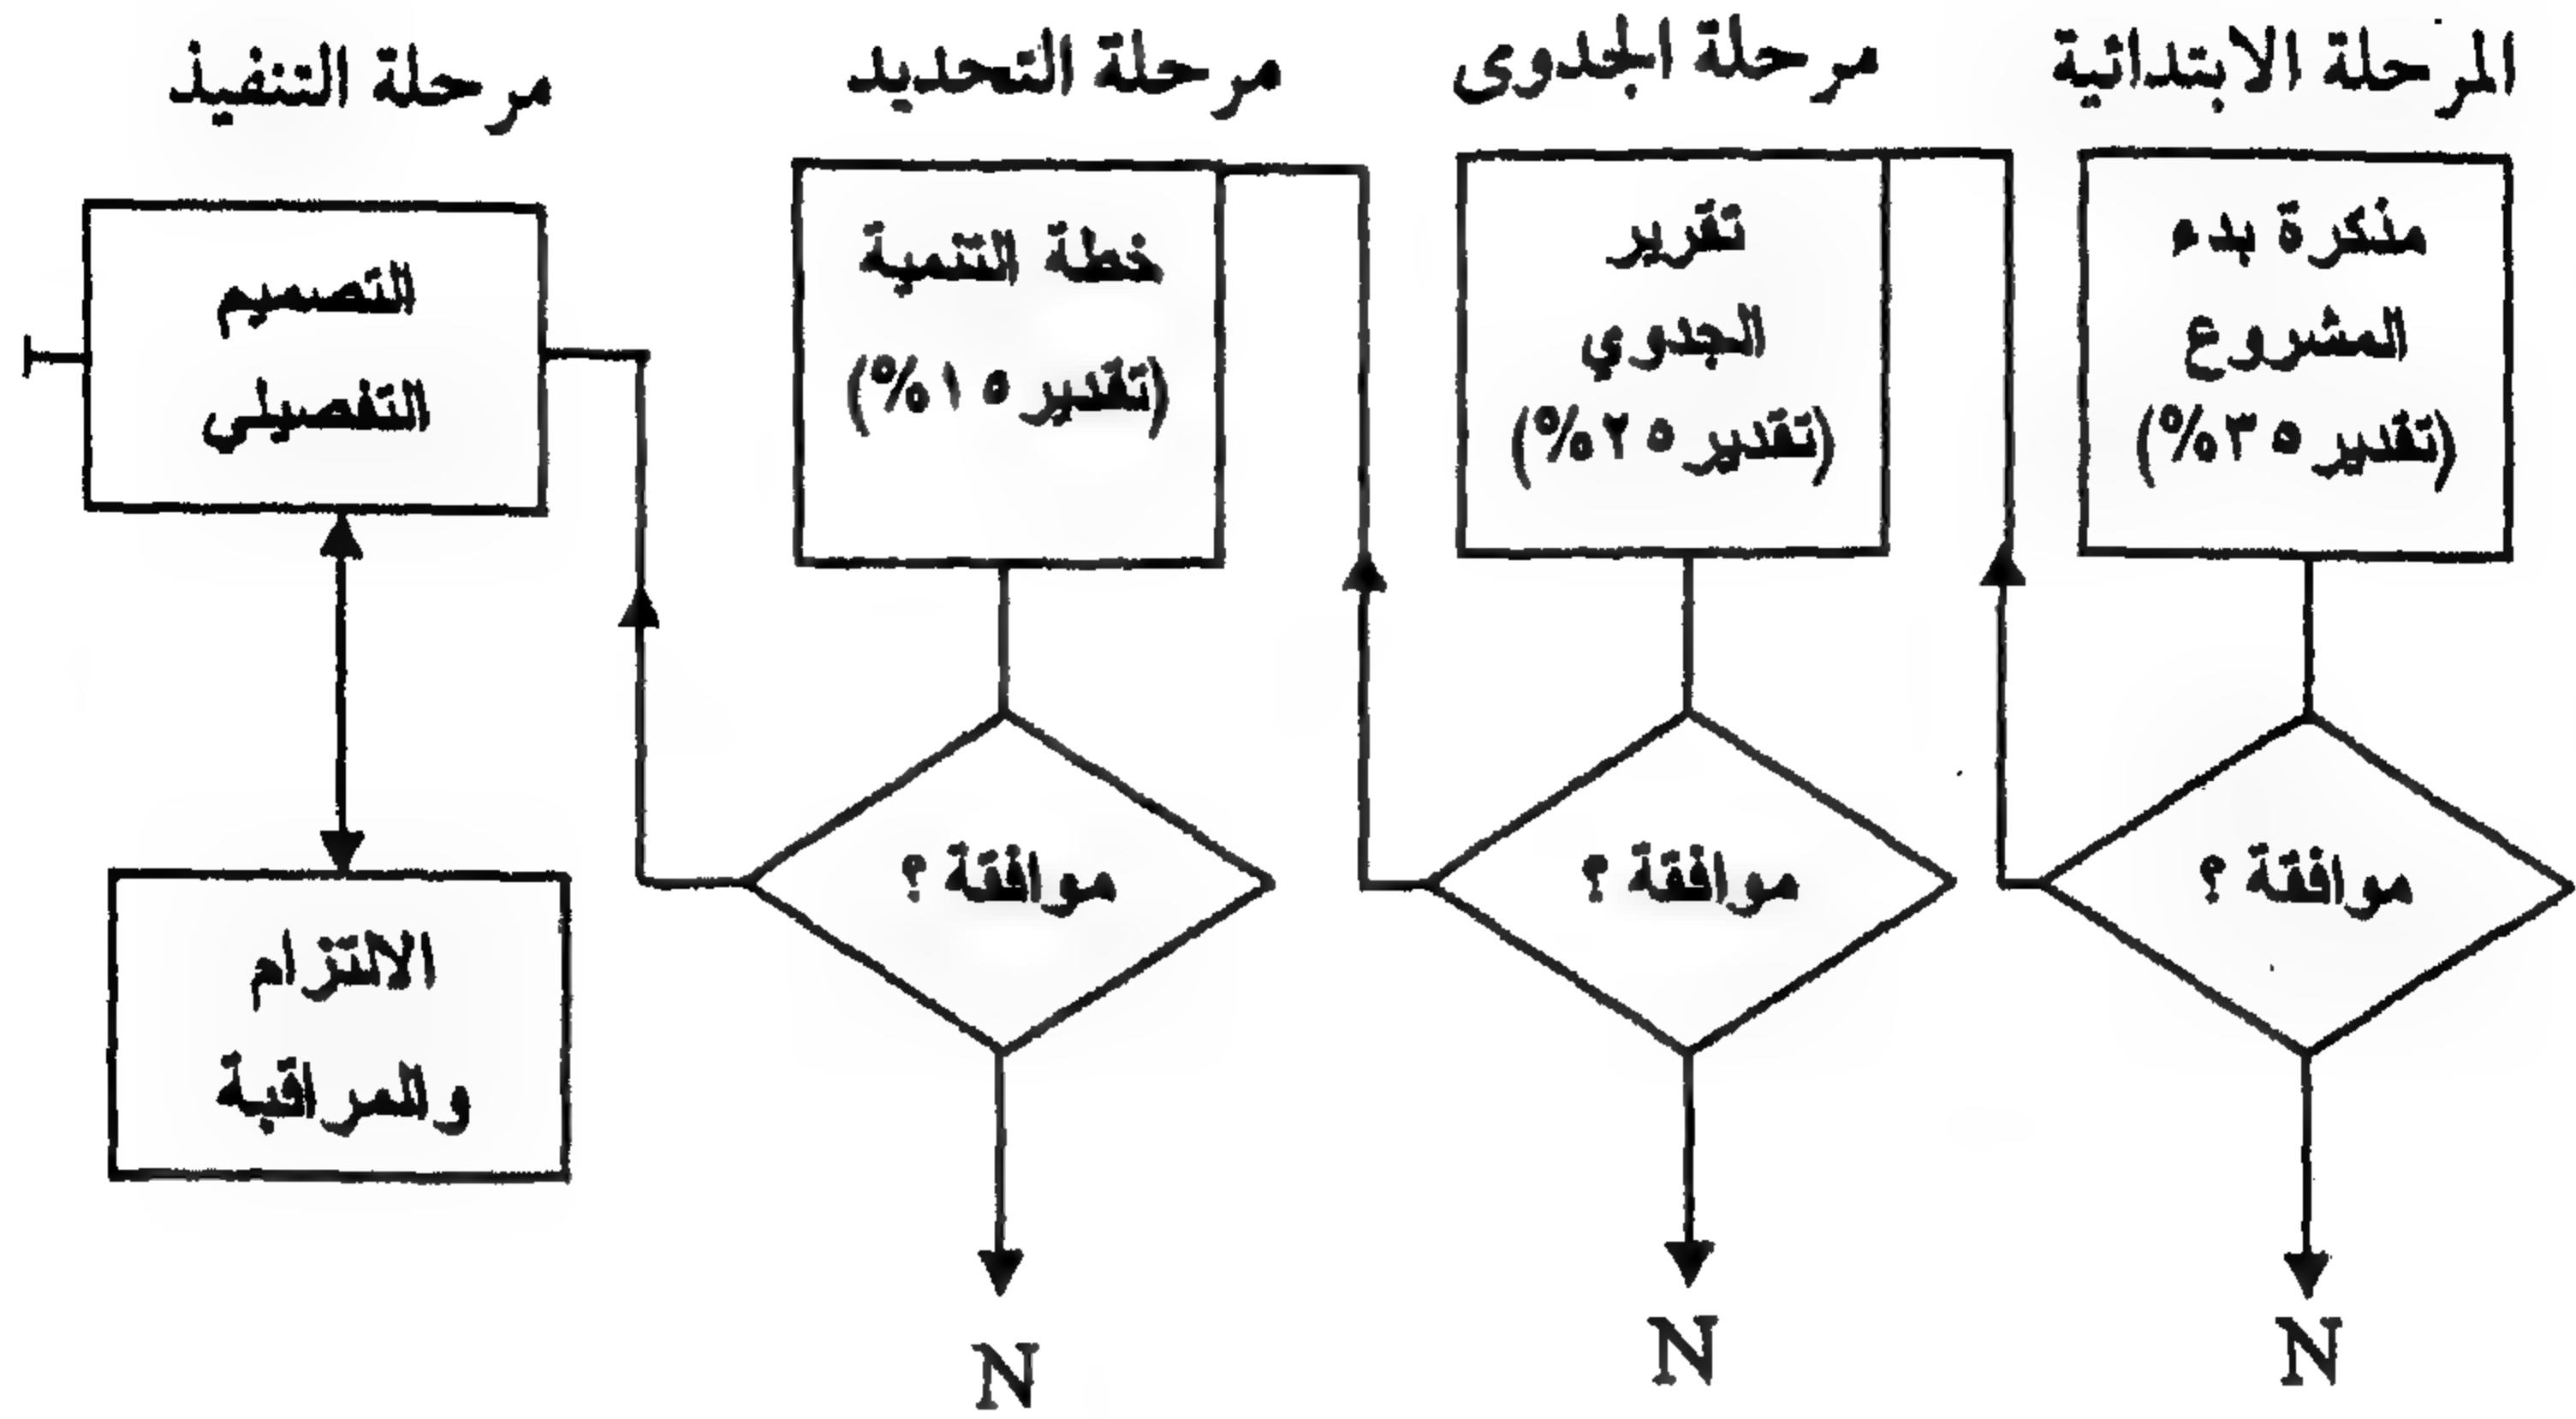 المرحلة الابتدائية
مذكرة بدء
المشروع
(تقدير ٣٥%)
موافقة ؟
N
مرحلة الجدوى
تقرير
الجدوي
(تقدير ٢٥%)
موافقة ؟
N
مرحلة التحديد
خطة التنمية
(تقدير ١٥%)
موافقة ؟
N
مرحلة التنفيذ
التصميم
التفصيلي
الالتزام
والمراقبة